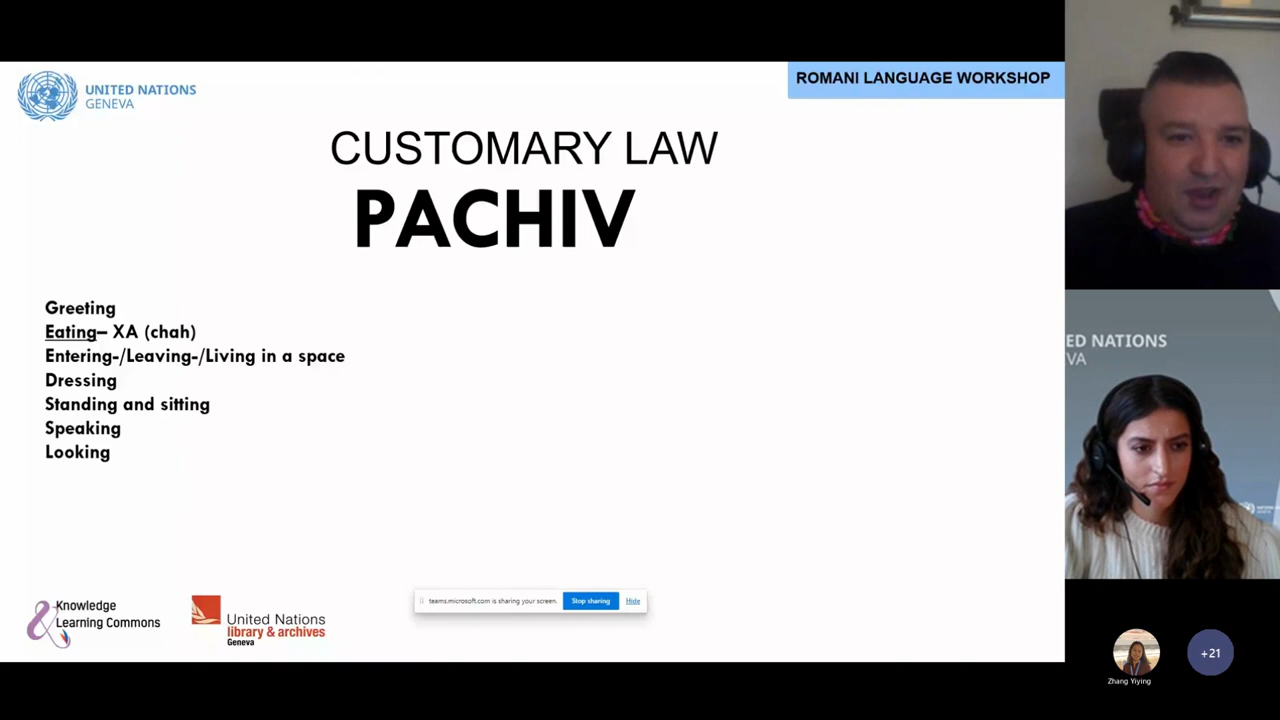 UNITED NATIONS
GENEVA
ROMANI LANGUAGE WORKSHOP
CUSTOMARY LAW
PACHIV
Greeting
Eating– XA (chah)
Entering-/Leaving-/Living in a space
Dressing
Standing and sitting
Speaking
Looking
Knowledge
Learning Commons
United Nations
library & archives
Geneva
teams.microsoft.com is sharing your screen.
Stop sharing
Hide
ED NATIONS
VA
Zhang Yiying
+21